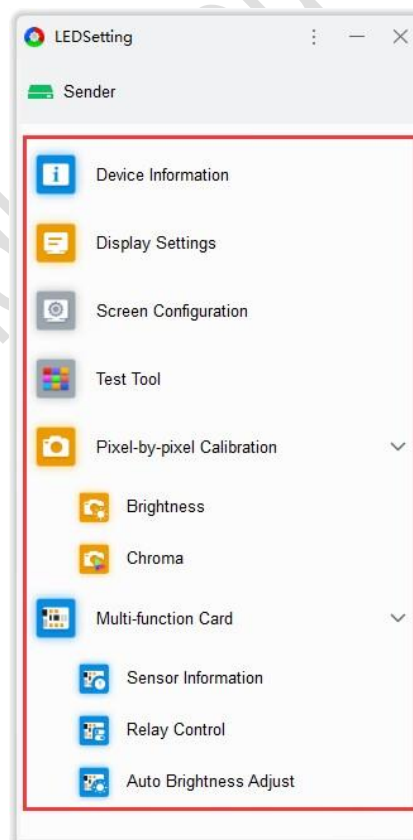 LEDSetting
Sender
Device Information
Display Settings
Screen Configuration
Test Tool
Pixel-by-pixel Calibration
Brightness
Chroma
Multi-function Card
Sensor Information
Relay Control
Auto Brightness Adjust